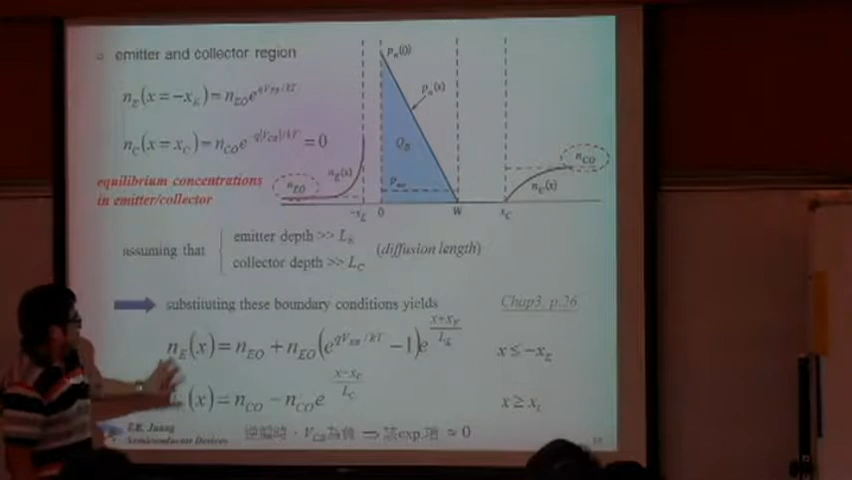 emitter and collector region
n_E(x=-x_E)=n_EO e^{qV_EB/kT}
n_C(x=x_C)=n_CO e^{-q|V_CB|/kT}=0
equilibrium concentrations
in emitter/collector
p_n(0)
p_n(x)
Q_B
n_E(x)
n_EO
p_no
n_CO
n_C(x)
-x_E 0 W x_C
assuming that
emitter depth >> L_E
(diffusion length)
collector depth >> L_C
substituting these boundary conditions yields
Chap3, p.26
n_E(x)=n_EO+n_EO(e^{qV_EB/kT}-1)e^{(x+x_E)/L_E}
x≤-x_E
(x)=n_CO-n_CO e^{-(x-x_C)/L_C}
x≥x_C
逆偏時,V_CB為負⇒該exp.項≈0
Semiconductor Devices